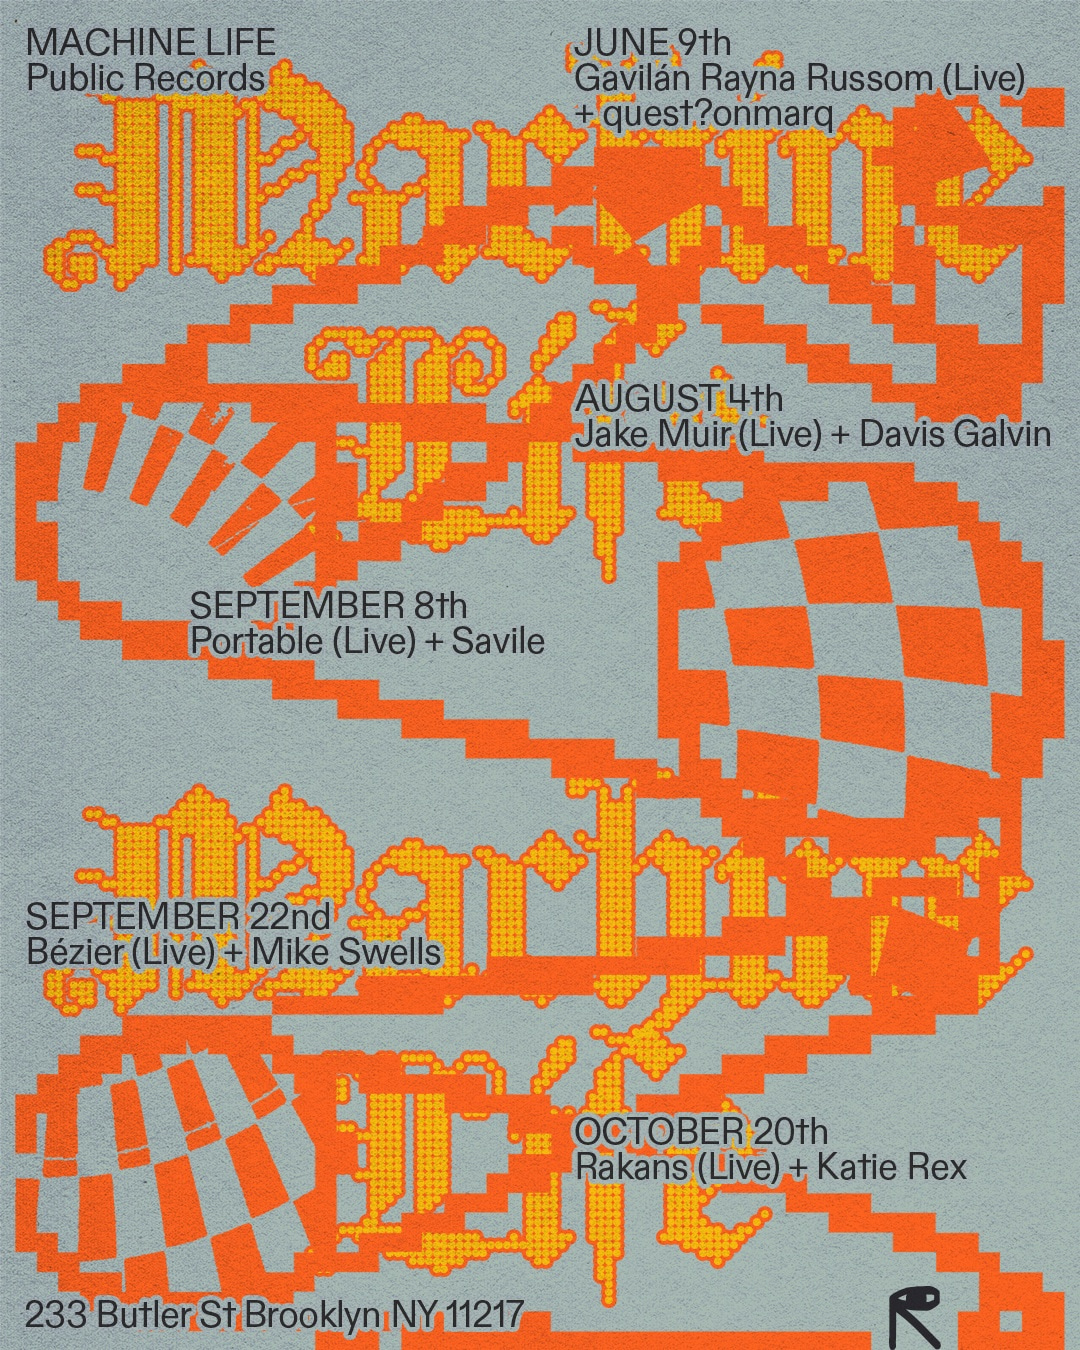 MACHINE LIFE
Public Records
JUNE 9th
Gavilán Rayna Russom (Live)
+ quest?onmarq
AUGUST 4th
Jake Muir (Live) + Davis Galvin
SEPTEMBER 8th
Portable (Live) + Savile
SEPTEMBER 22nd
Bézier (Live) + Mike Swells
OCTOBER 20th
Rakans (Live) + Katie Rex
233 Butler St Brooklyn NY 11217